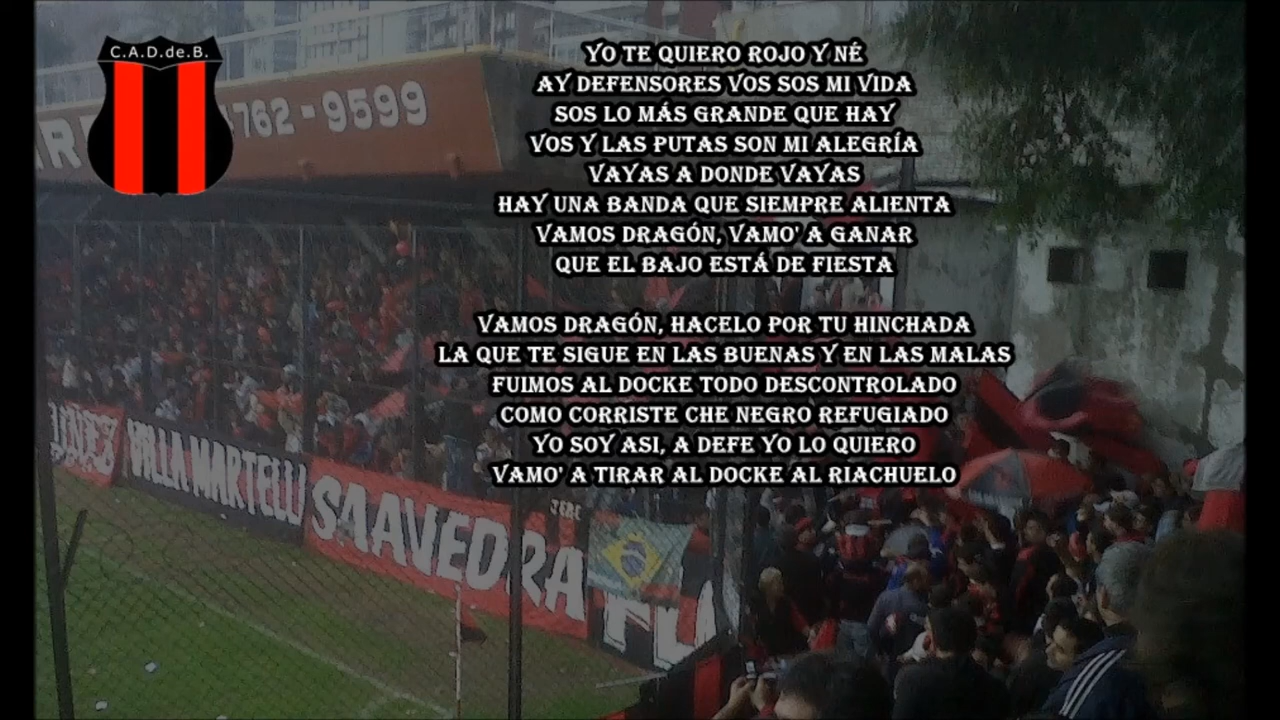 C.A.D.de.B.
762-9599
YO TE QUIERO ROJO Y NÉ
AY DEFENSORES VOS SOS MI VIDA
SOS LO MÁS GRANDE QUE HAY
VOS Y LAS PUTAS SON MI ALEGRÍA
VAYAS A DONDE VAYAS
HAY UNA BANDA QUE SIEMPRE ALIENTA
VAMOS DRAGÓN, VAMO' A GANAR
QUE EL BAJO ESTÁ DE FIESTA
VAMOS DRAGÓN, HACELO POR TU HINCHADA
LA QUE TE SIGUE EN LAS BUENAS Y EN LAS MALAS
FUIMOS AL DOCKE TODO DESCONTROLADO
COMO CORRISTE CHE NEGRO REFUGIADO
YO SOY ASI, A DEFE YO LO QUIERO
VAMO' A TIRAR AL DOCKE AL RIACHUELO
VILLA MARTELLI
SAAVEDRA